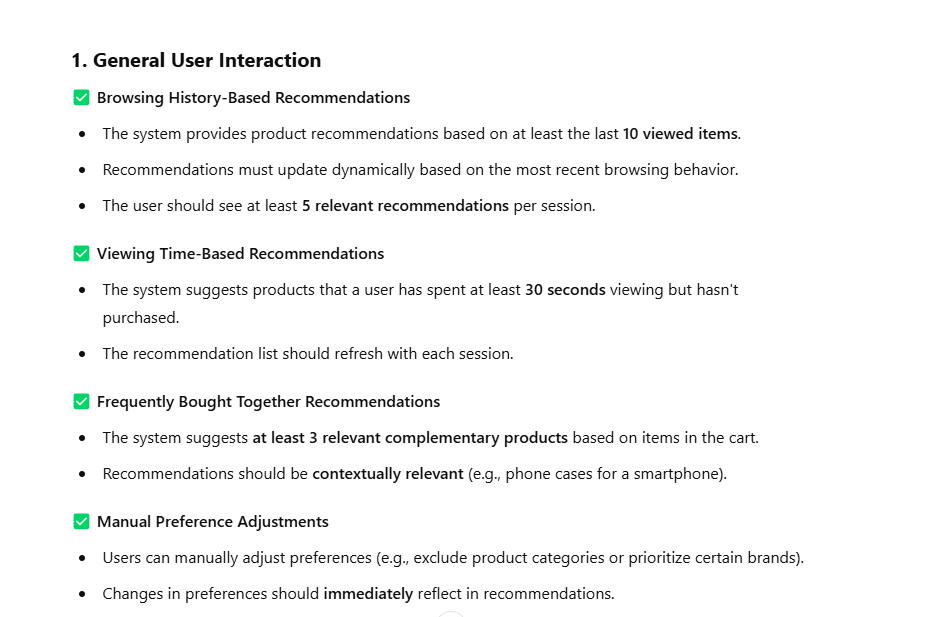 1. General User Interaction
✅ Browsing History-Based Recommendations
• The system provides product recommendations based on at least the last 10 viewed items.
• Recommendations must update dynamically based on the most recent browsing behavior.
• The user should see at least 5 relevant recommendations per session.
✅ Viewing Time-Based Recommendations
• The system suggests products that a user has spent at least 30 seconds viewing but hasn't
purchased.
• The recommendation list should refresh with each session.
✅ Frequently Bought Together Recommendations
• The system suggests at least 3 relevant complementary products based on items in the cart.
• Recommendations should be contextually relevant (e.g., phone cases for a smartphone).
✅ Manual Preference Adjustments
• Users can manually adjust preferences (e.g., exclude product categories or prioritize certain brands).
• Changes in preferences should immediately reflect in recommendations.